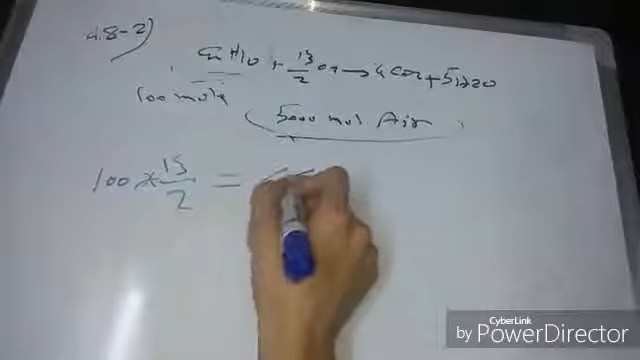 4.8-2)
C4H10 + 13/2 O2 → 4CO2 + 5H2O
100 mole
5000 mol Air
100 * 13/2 =
CyberLink
by PowerDirector